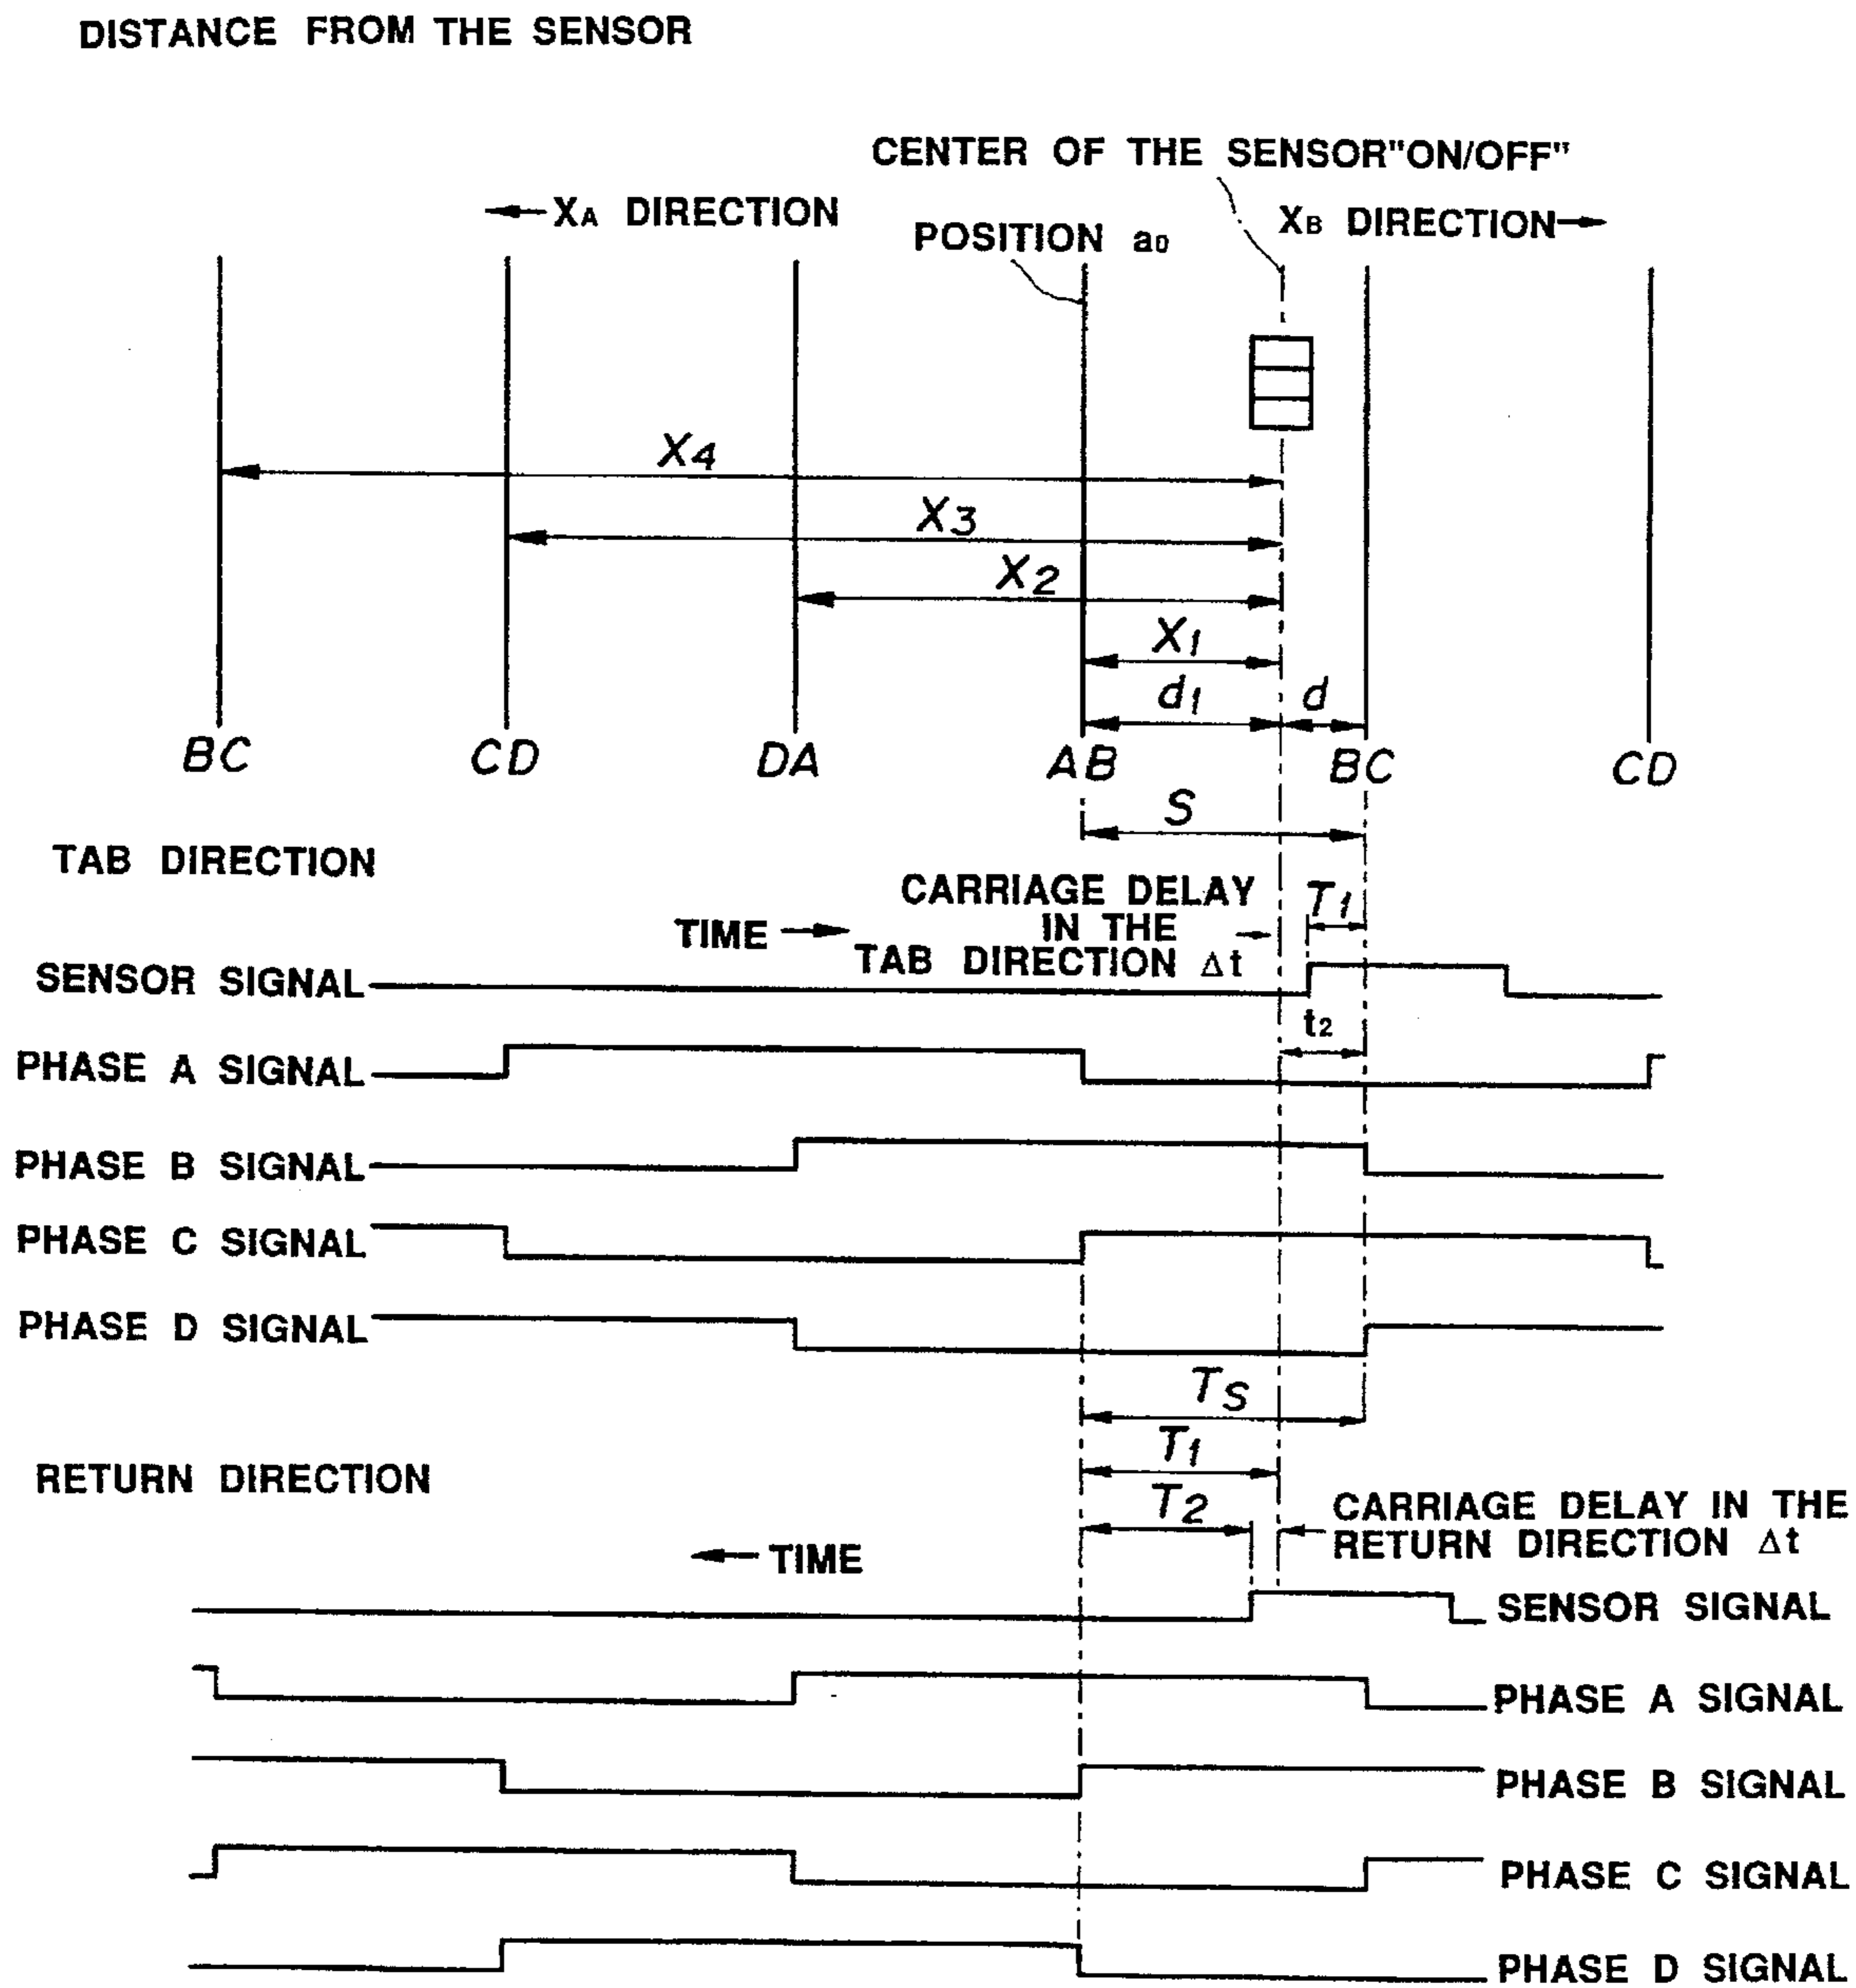 DISTANCE FROM THE SENSOR
CENTER OF THE SENSOR"ON/OFF"
XA DIRECTION
POSITION a0
XB DIRECTION
X4
X3
X2
X1
d1
d
BC
CD
DA
AB
BC
CD
S
TAB DIRECTION
CARRIAGE DELAY
IN THE
TAB DIRECTION Δt
T1
TIME
SENSOR SIGNAL
t2
PHASE A SIGNAL
PHASE B SIGNAL
PHASE C SIGNAL
PHASE D SIGNAL
TS
T1
RETURN DIRECTION
T2
CARRIAGE DELAY IN THE
RETURN DIRECTION Δt
TIME
SENSOR SIGNAL
PHASE A SIGNAL
PHASE B SIGNAL
PHASE C SIGNAL
PHASE D SIGNAL